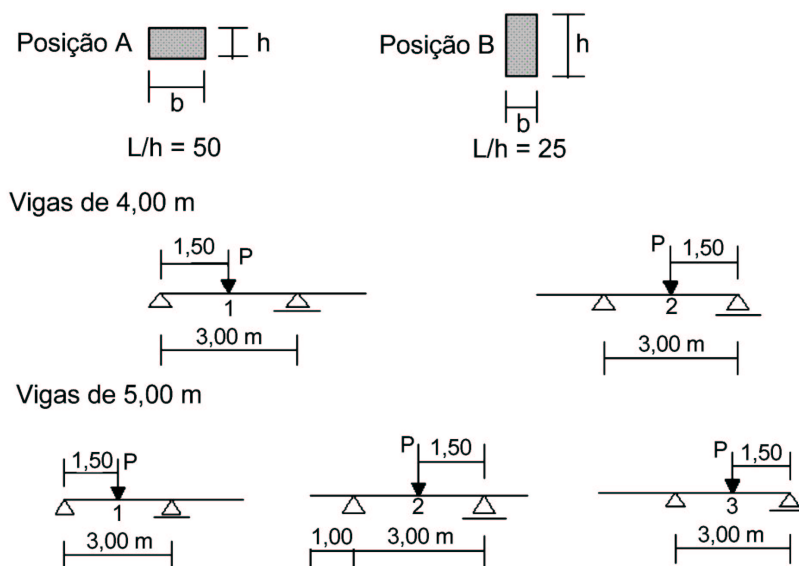 Posição A
h
b
L/h = 50
Posição B
h
b
L/h = 25
Vigas de 4,00 m
1,50 P
1
3,00 m
P 1,50
2
3,00 m
Vigas de 5,00 m
1,50 P
1
3,00 m
P 1,50
2
1,00 3,00 m
P 1,50
3
3,00 m